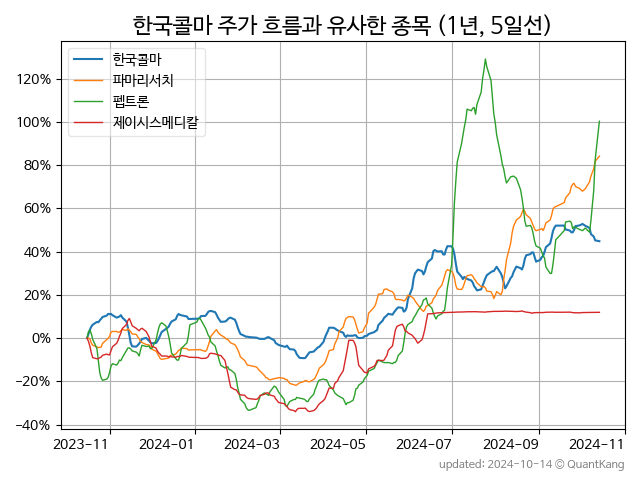 한국콜마 주가 흐름과 유사한 종목 (1년, 5일선)
한국콜마
파마리서치
펩트론
제이시스메디칼
120%
100%
80%
60%
40%
20%
0%
−20%
−40%
2023-11 2024-01 2024-03 2024-05 2024-07 2024-09 2024-11
updated: 2024-10-14 © QuantKang